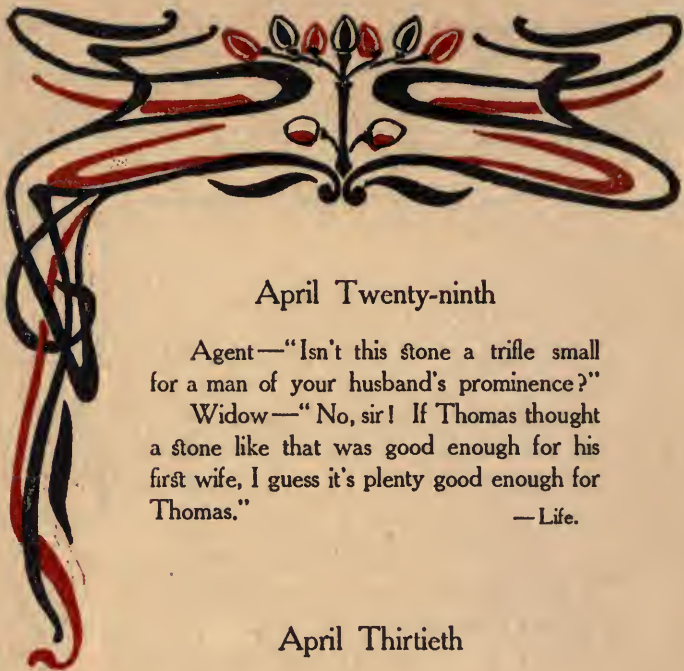 April Twenty-ninth
Agent—“Isn't this stone a trifle small
for a man of your husband's prominence?”
Widow—“No, sir! If Thomas thought
a stone like that was good enough for his
first wife, I guess it's plenty good enough for
Thomas.” —Life.
April Thirtieth